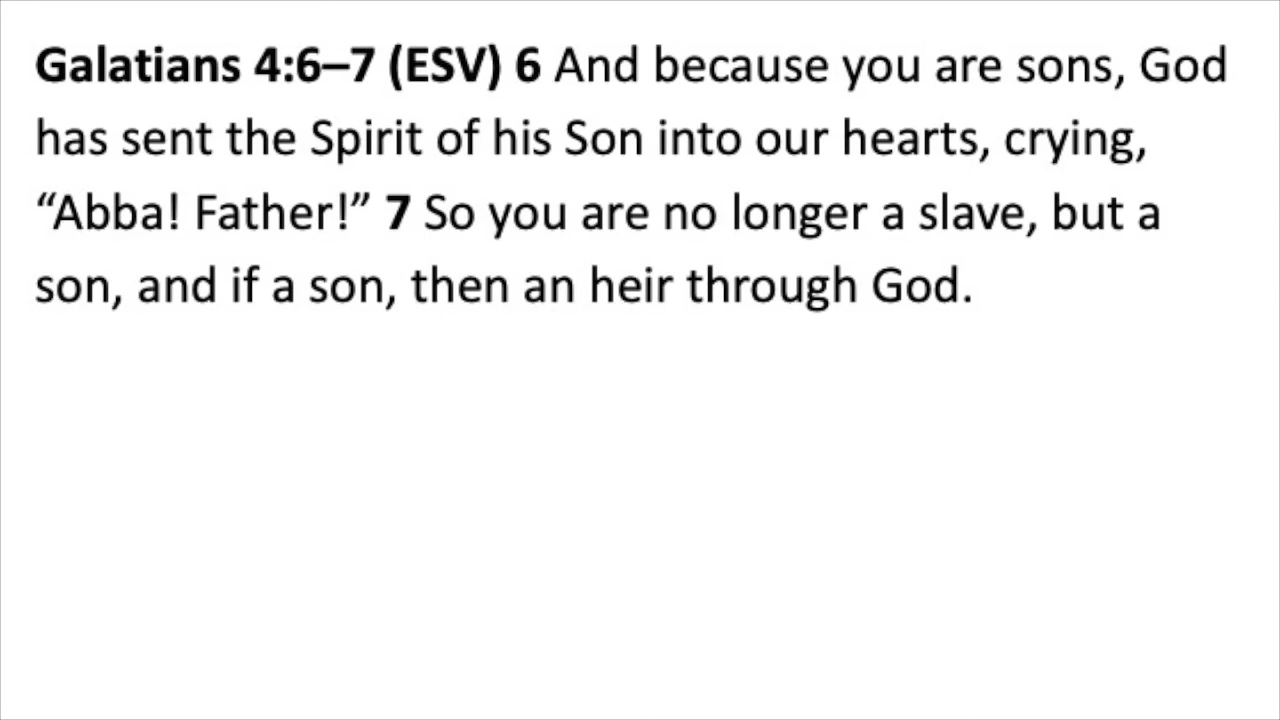 Galatians 4:6–7 (ESV) 6 And because you are sons, God
has sent the Spirit of his Son into our hearts, crying,
“Abba! Father!” 7 So you are no longer a slave, but a
son, and if a son, then an heir through God.